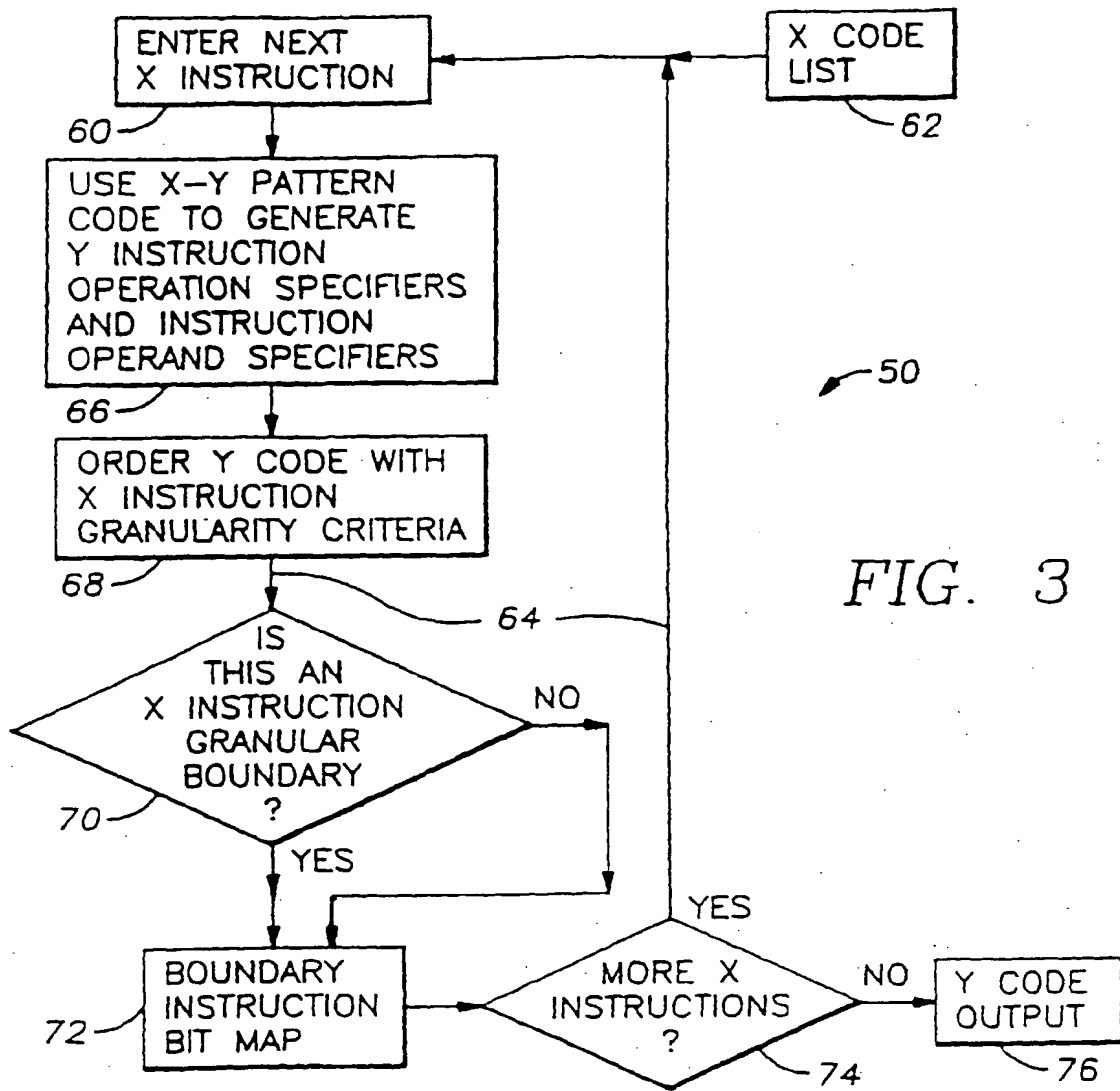 ENTER NEXT
X INSTRUCTION
60
X CODE
LIST
62
USE X-Y PATTERN
CODE TO GENERATE
Y INSTRUCTION
OPERATION SPECIFIERS
AND INSTRUCTION
OPERAND SPECIFIERS
66
50
ORDER Y CODE WITH
X INSTRUCTION
GRANULARITY CRITERIA
68
64
FIG. 3
IS
THIS AN
X INSTRUCTION
GRANULAR
BOUNDARY
?
70
NO
YES
BOUNDARY
INSTRUCTION
BIT MAP
72
YES
MORE X
INSTRUCTIONS
?
74
NO
Y CODE
OUTPUT
76